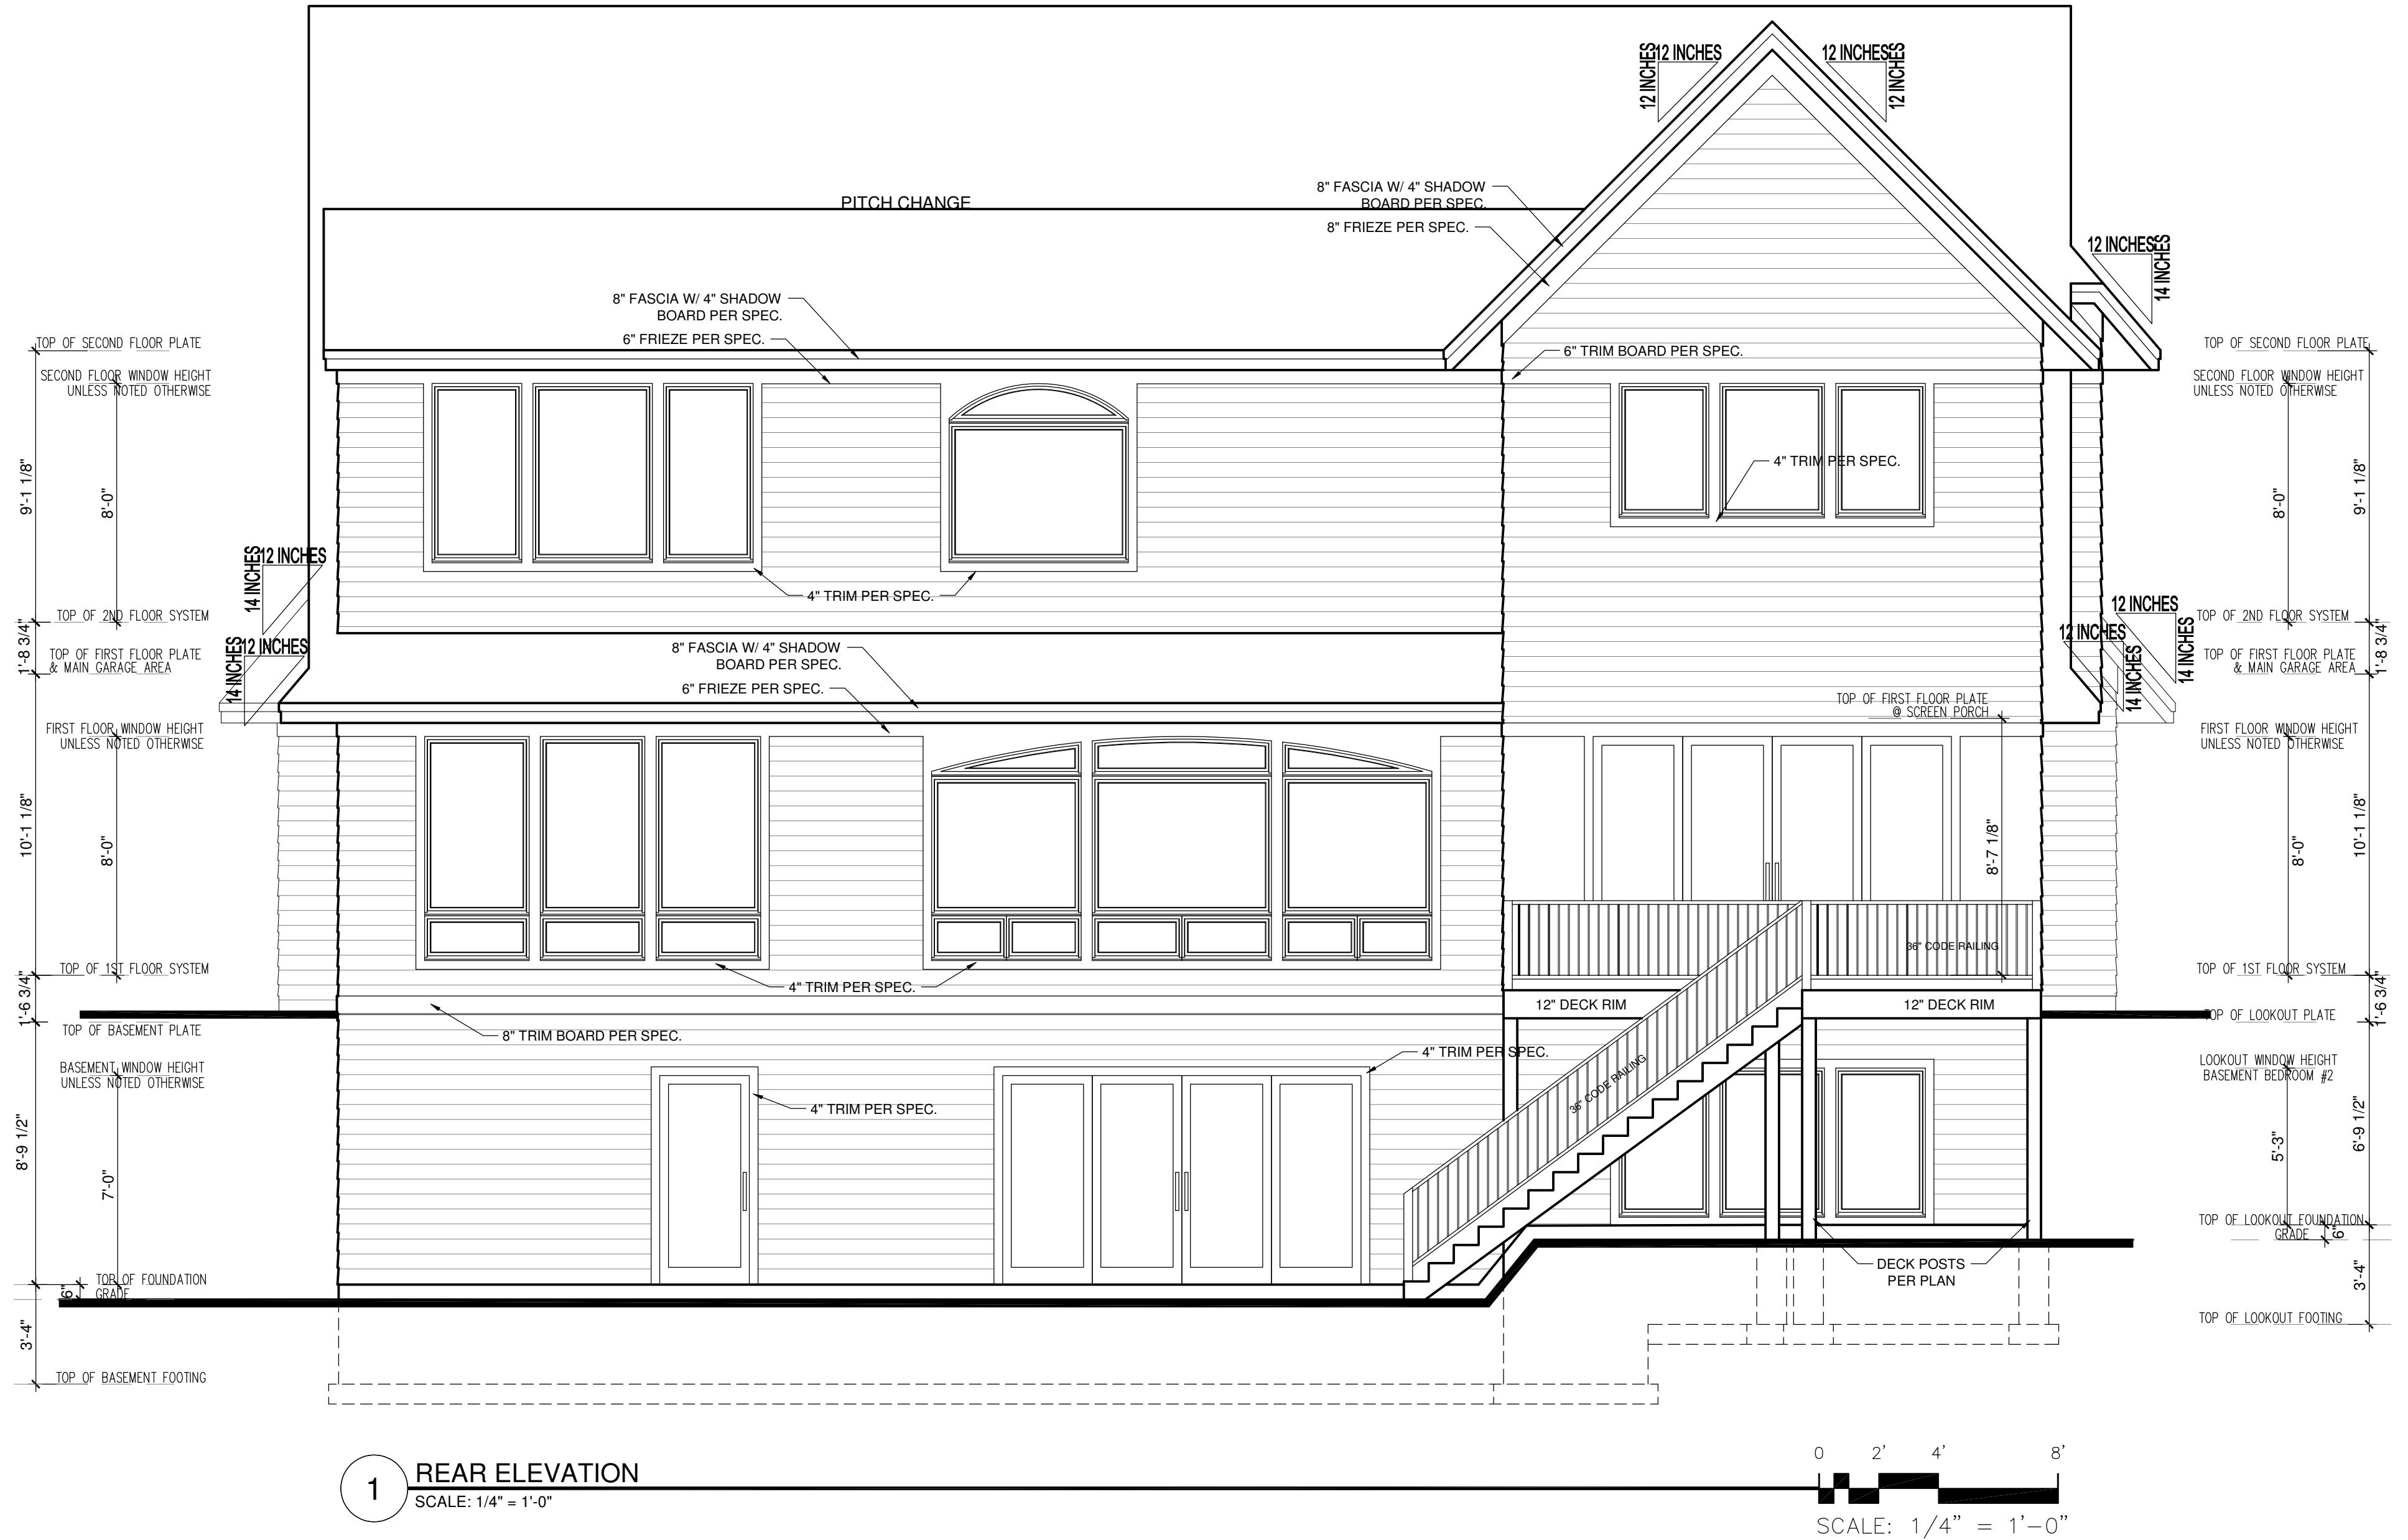 12 INCHES
12 INCHES
12 INCHES
12 INCHES
PITCH CHANGE
8" FASCIA W/ 4" SHADOW
BOARD PER SPEC.
8" FRIEZE PER SPEC.
12 INCHES
14 INCHES
8" FASCIA W/ 4" SHADOW
BOARD PER SPEC.
6" FRIEZE PER SPEC.
6" TRIM BOARD PER SPEC.
TOP OF SECOND FLOOR PLATE
SECOND FLOOR WINDOW HEIGHT
UNLESS NOTED OTHERWISE
9'-1 1/8"
8'-0"
TOP OF SECOND FLOOR PLATE
SECOND FLOOR WINDOW HEIGHT
UNLESS NOTED OTHERWISE
8'-0"
9'-1 1/8"
4" TRIM PER SPEC.
14 INCHES
12 INCHES
4" TRIM PER SPEC.
TOP OF 2ND FLOOR SYSTEM
1'-8 3/4"
TOP OF FIRST FLOOR PLATE
& MAIN GARAGE AREA
14 INCHES
12 INCHES
8" FASCIA W/ 4" SHADOW
BOARD PER SPEC.
6" FRIEZE PER SPEC.
12 INCHES
14 INCHES
12 INCHES
14 INCHES
TOP OF 2ND FLOOR SYSTEM
TOP OF FIRST FLOOR PLATE
& MAIN GARAGE AREA
1'-8 3/4"
TOP OF FIRST FLOOR PLATE
@ SCREEN PORCH
FIRST FLOOR WINDOW HEIGHT
UNLESS NOTED OTHERWISE
10'-1 1/8"
8'-0"
FIRST FLOOR WINDOW HEIGHT
UNLESS NOTED OTHERWISE
8'-7 1/8"
8'-0"
10'-1 1/8"
36" CODE RAILING
TOP OF 1ST FLOOR SYSTEM
4" TRIM PER SPEC.
TOP OF 1ST FLOOR SYSTEM
1'-6 3/4"
12" DECK RIM
12" DECK RIM
1'-6 3/4"
TOP OF BASEMENT PLATE
8" TRIM BOARD PER SPEC.
TOP OF LOOKOUT PLATE
4" TRIM PER SPEC.
BASEMENT WINDOW HEIGHT
UNLESS NOTED OTHERWISE
LOOKOUT WINDOW HEIGHT
BASEMENT BEDROOM #2
36" CODE RAILING
4" TRIM PER SPEC.
8'-9 1/2"
7'-0"
5'-3"
6'-9 1/2"
TOP OF LOOKOUT FOUNDATION
GRADE
6"
DECK POSTS
PER PLAN
TOP OF FOUNDATION
GRADE
6"
3'-4"
3'-4"
TOP OF LOOKOUT FOOTING
TOP OF BASEMENT FOOTING
1
REAR ELEVATION
SCALE: 1/4" = 1'-0"
0 2' 4' 8'
SCALE: 1/4" = 1'-0"